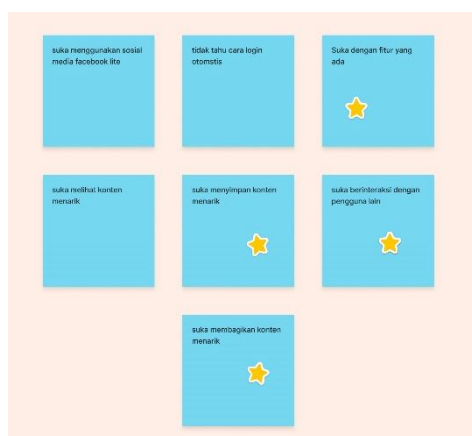 suka menggunakan sosial
media facebook lite
tidak tahu cara login
otomstis
Suka dengan fitur yang
ada
suka melihat konten
menarik
suka menyimpan konten
menarik
suka berinteraksi dengan
pengguna lain
suka membagikan konten
menarik